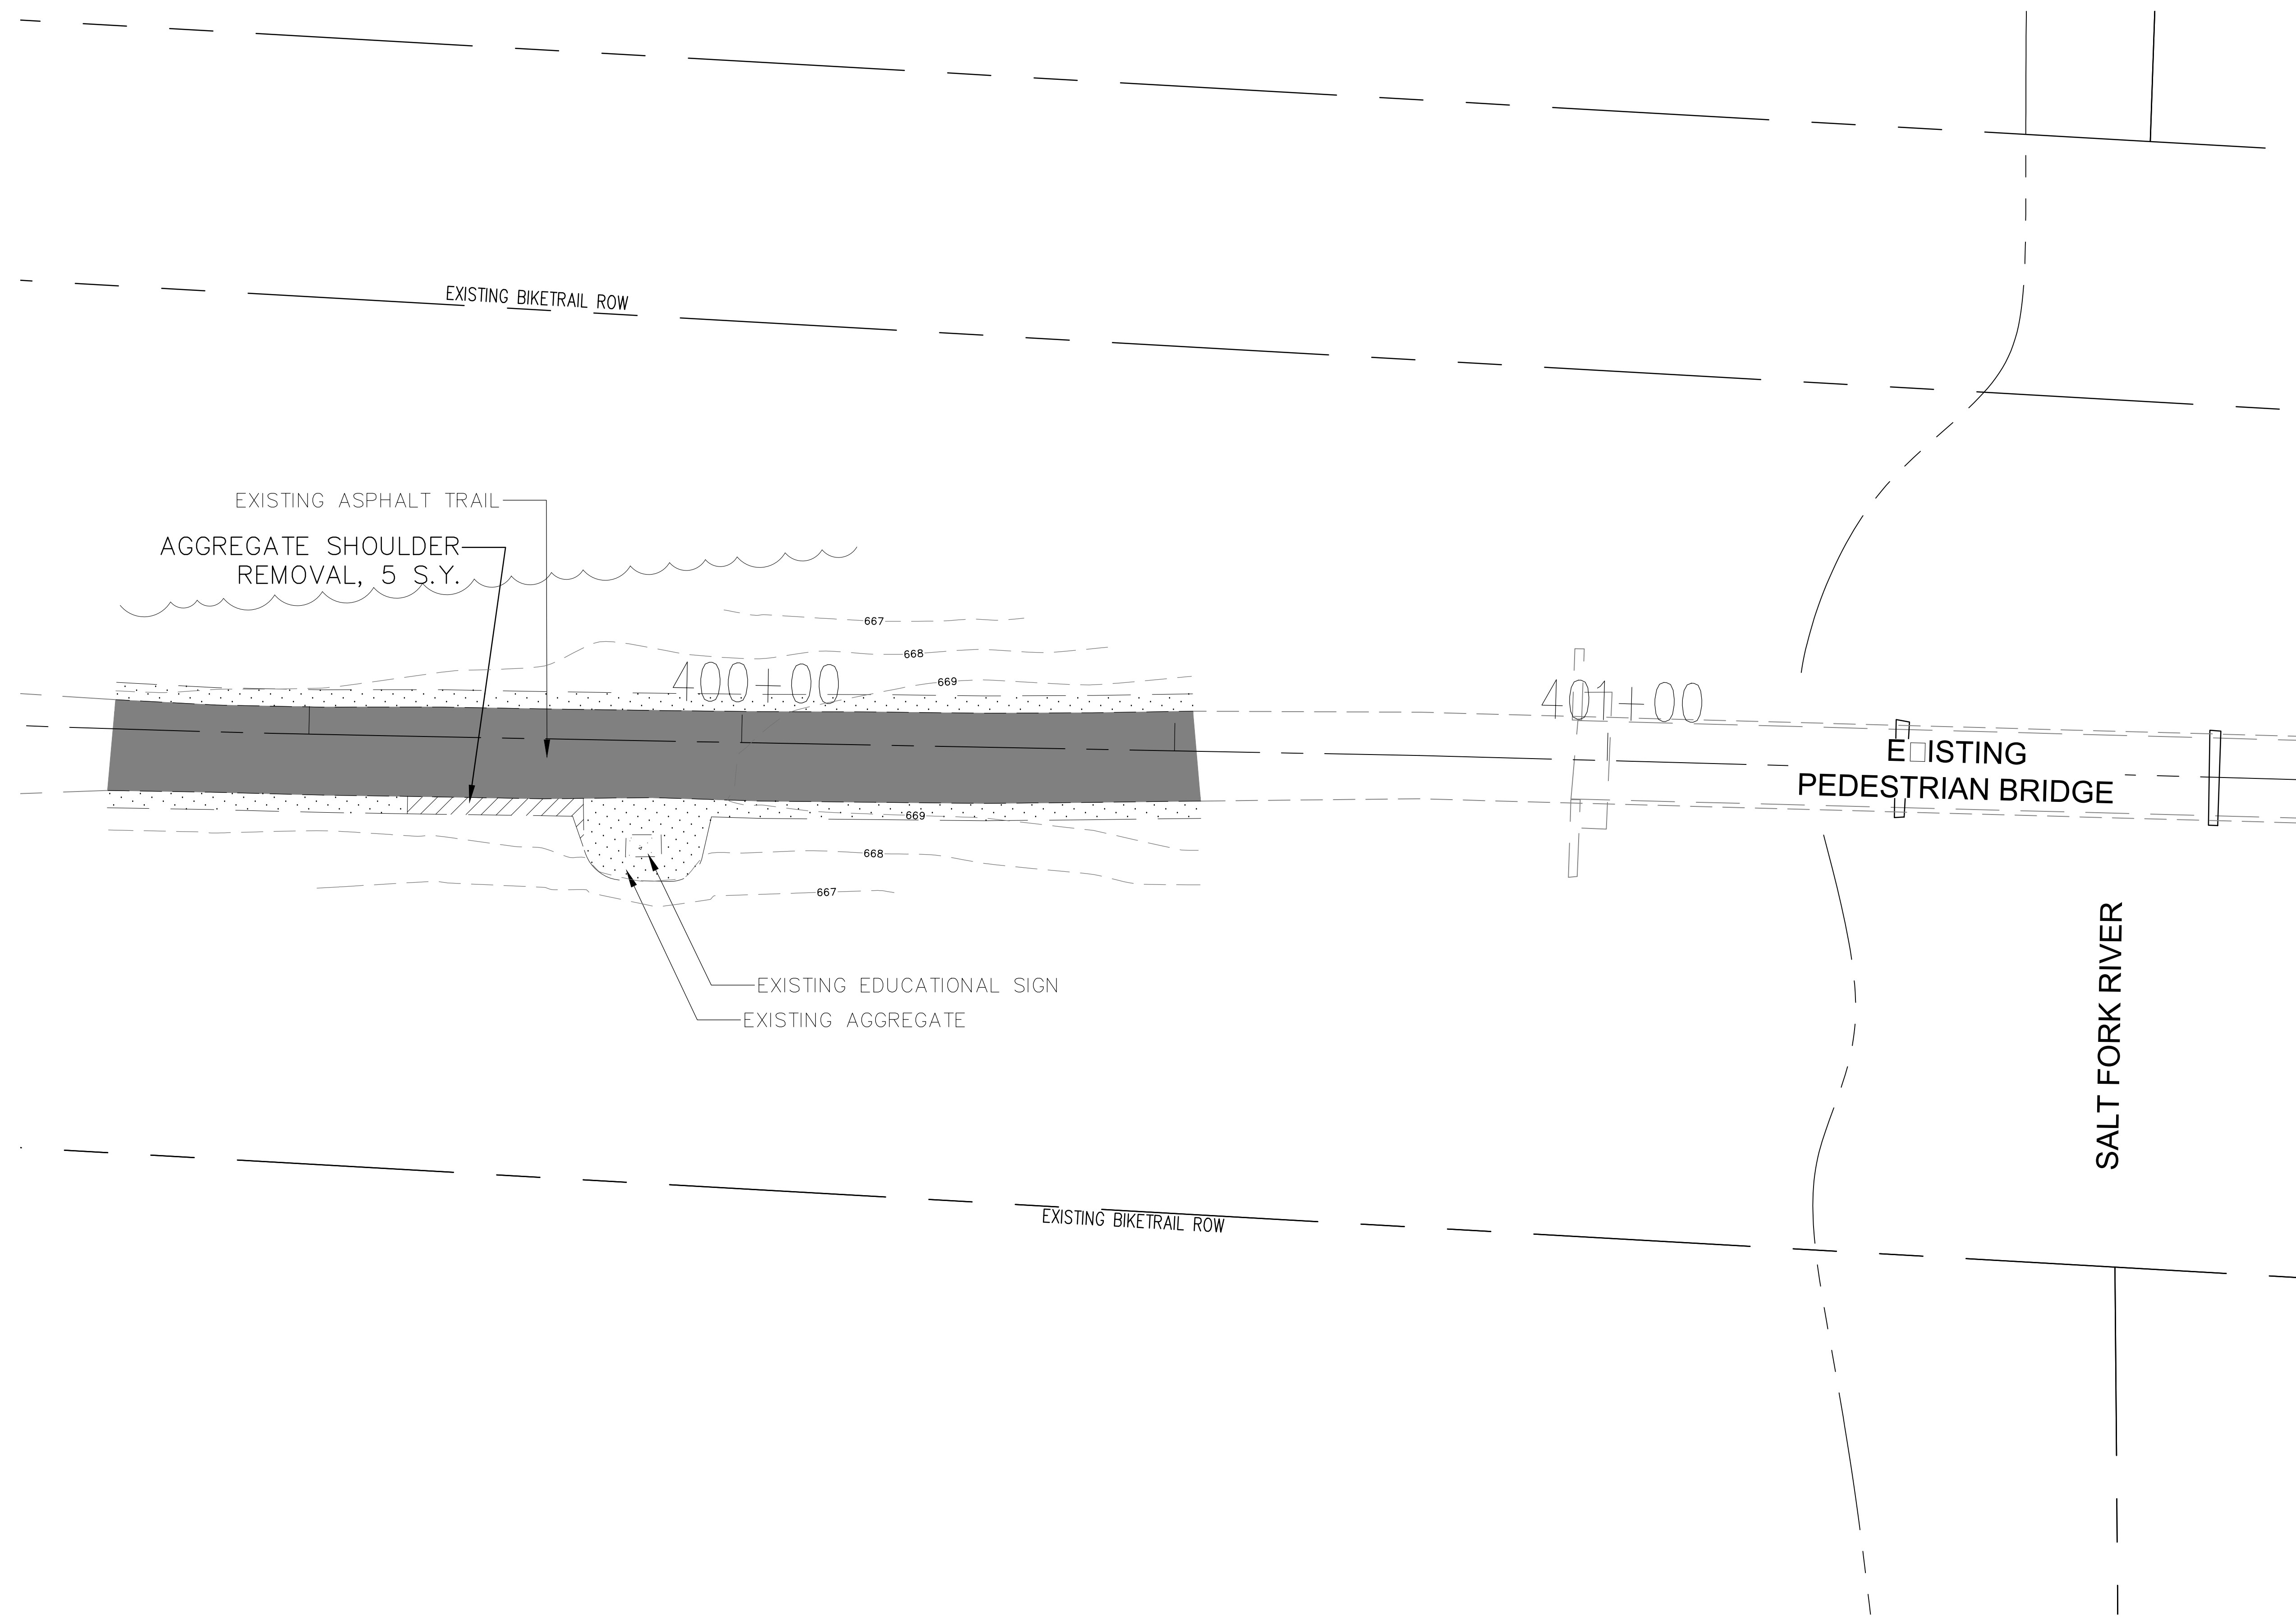 EXISTING BIKETRAIL ROW
EXISTING ASPHALT TRAIL
AGGREGATE SHOULDER
REMOVAL, 5 S.Y.
667
668
669
400+00
401+00
E□ISTING
PEDESTRIAN BRIDGE
669
668
667
EXISTING EDUCATIONAL SIGN
EXISTING AGGREGATE
SALT FORK RIVER
EXISTING BIKETRAIL ROW